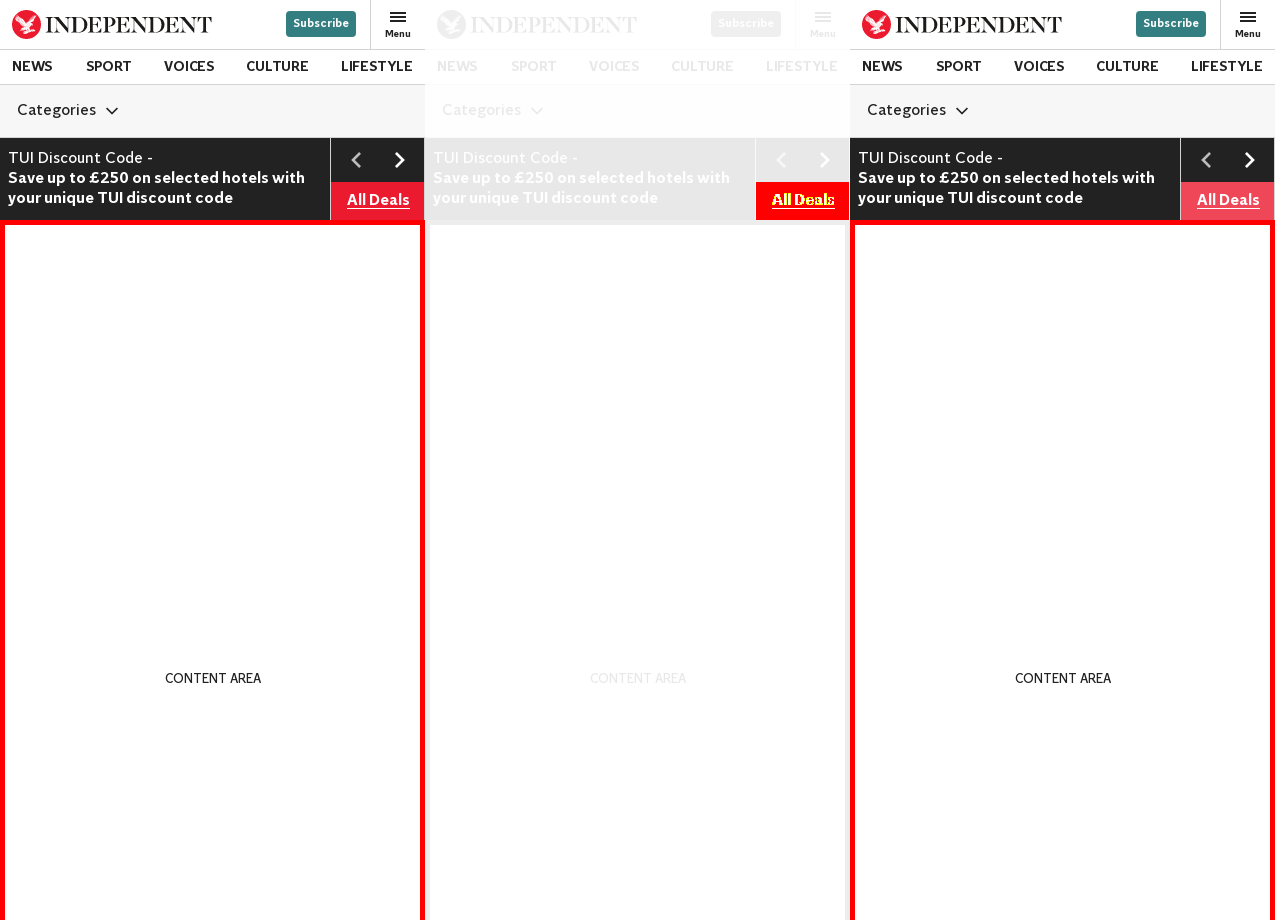 INDEPENDENT
Subscribe
Menu
NEWS SPORT VOICES CULTURE LIFESTYLE
Categories
TUI Discount Code -
Save up to £250 on selected hotels with
your unique TUI discount code
All Deals
CONTENT AREA
INDEPENDENT
Subscribe
Menu
NEWS SPORT VOICES CULTURE LIFESTYLE
Categories
TUI Discount Code -
Save up to £250 on selected hotels with
your unique TUI discount code
All Deals
CONTENT AREA
INDEPENDENT
Subscribe
Menu
NEWS SPORT VOICES CULTURE LIFESTYLE
Categories
TUI Discount Code -
Save up to £250 on selected hotels with
your unique TUI discount code
All Deals
CONTENT AREA